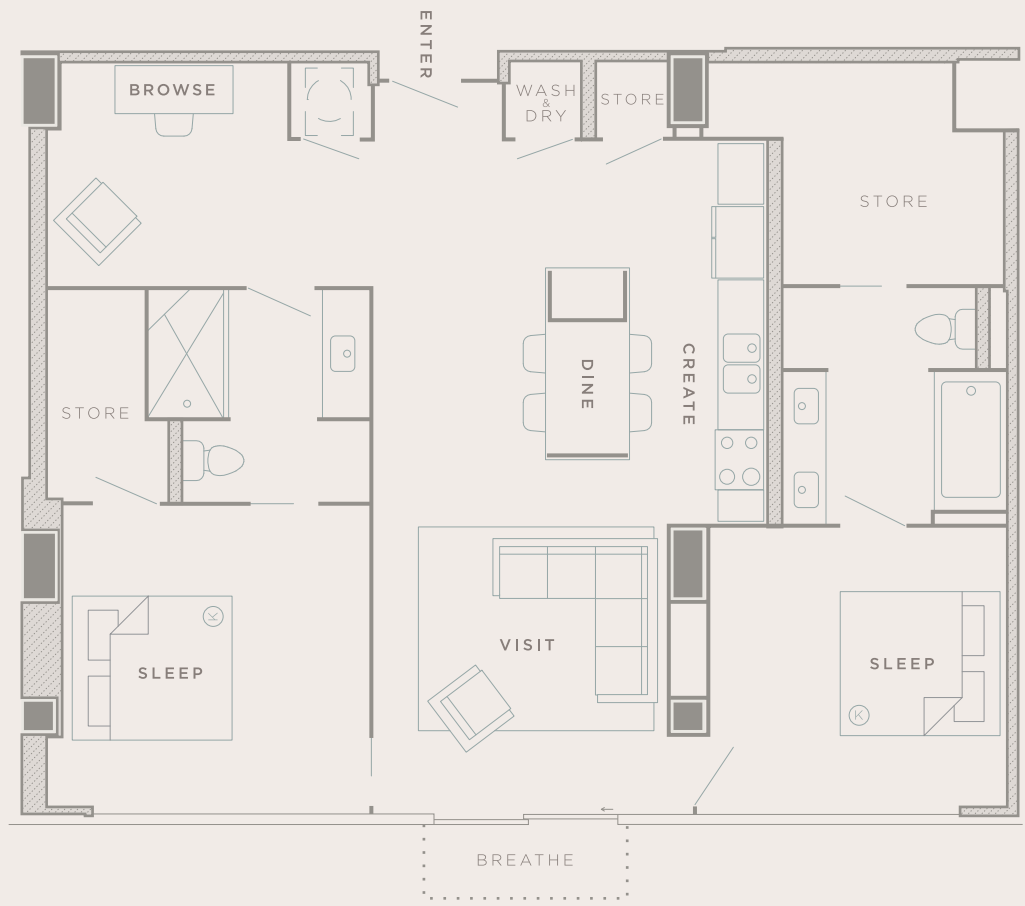 ENTER
BROWSE
WASH
&
DRY
STORE
STORE
DINE
CREATE
STORE
K
VISIT
SLEEP
SLEEP
K
BREATHE